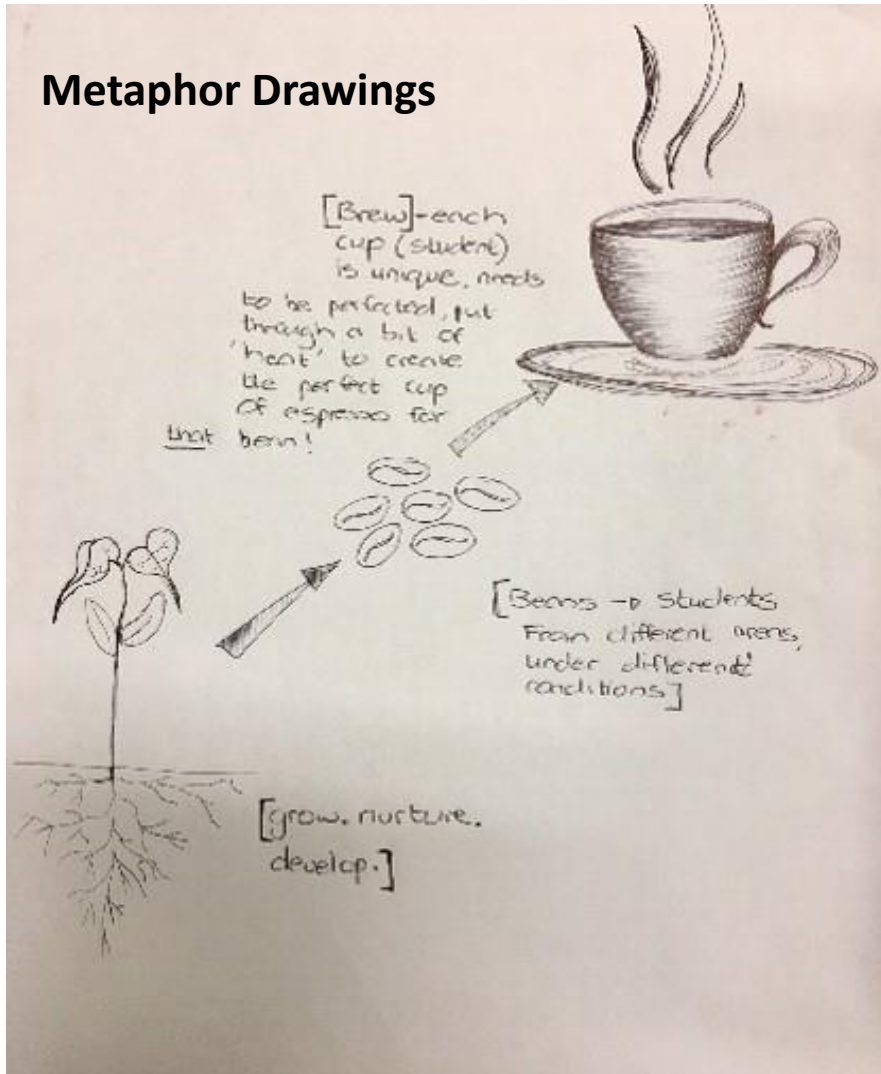 Metaphor Drawings
[Brew]-each
cup (student)
is unique, needs
to be perfected, put
through a bit of
'heat' to create
the perfect cup
of espresso for
that bean!
[Beans → students
From different areas,
under different
conditions]
[grow. nurture.
develop.]